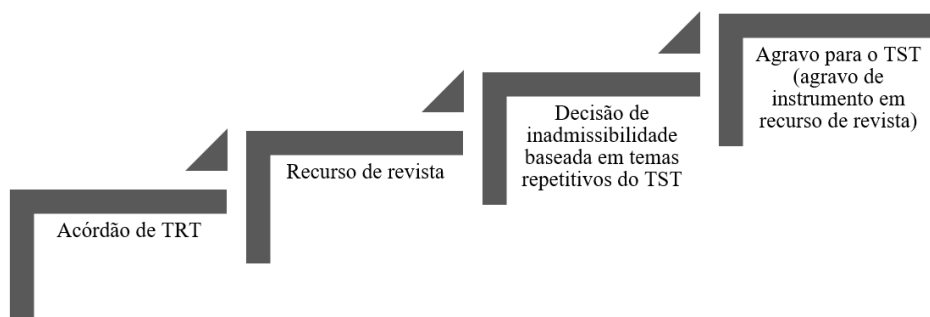 Acórdão de TRT
Recurso de revista
Decisão de
inadmissibilidade
baseada em temas
repetitivos do TST
Agravo para o TST
(agravo de
instrumento em
recurso de revista)